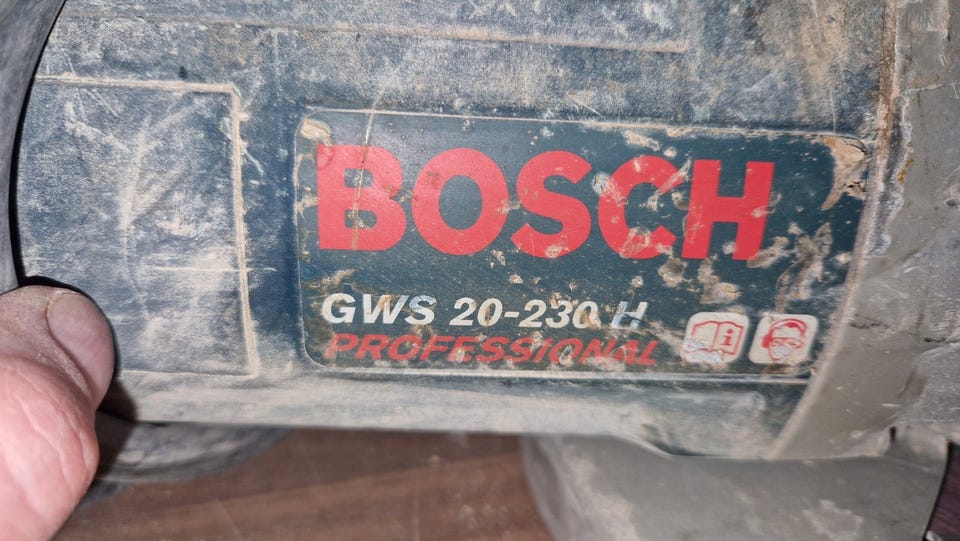 BOSCH
GWS 20-230 H
PROFESSIONAL
i